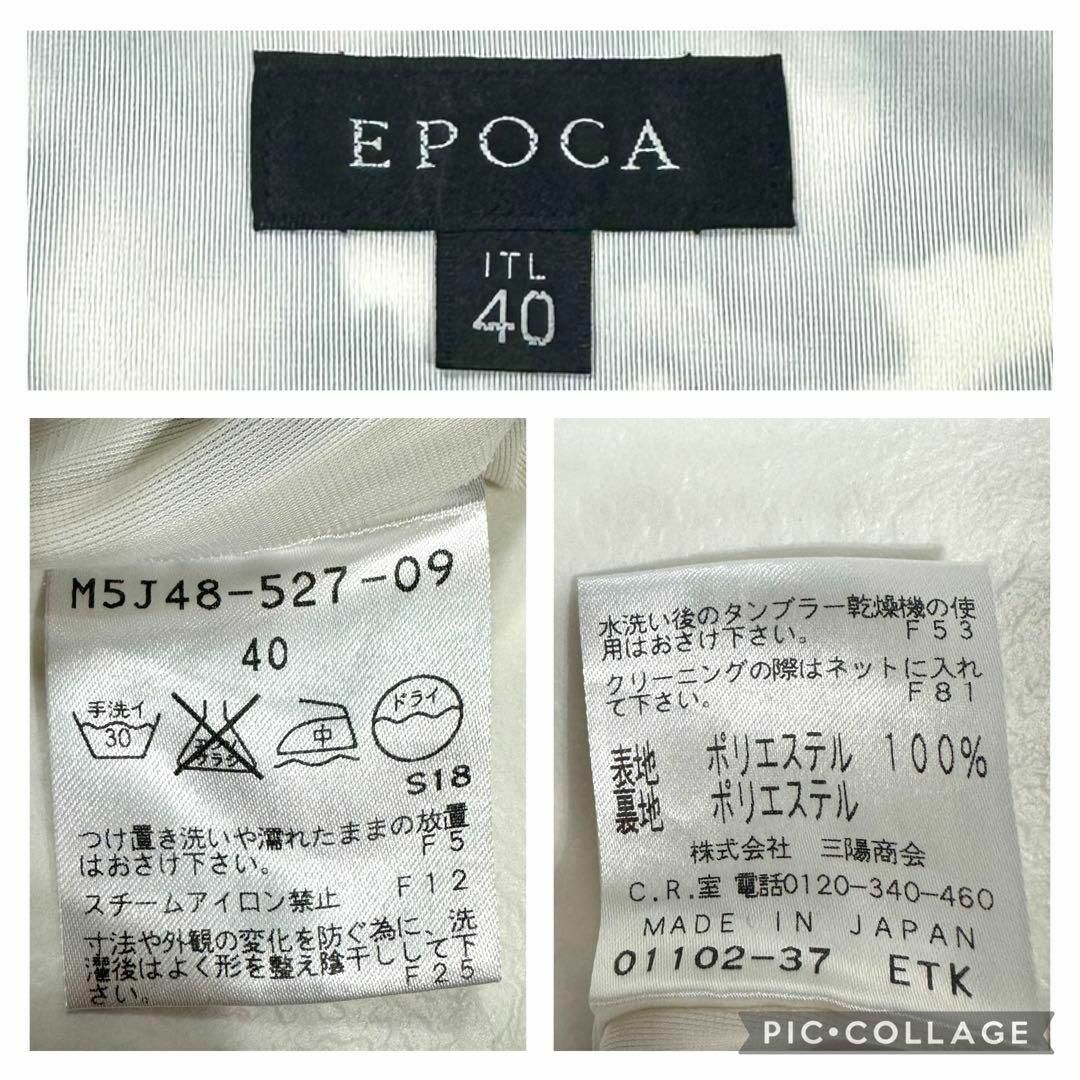 EPOCA
ITL
40
M5J48-527-09
40
手洗イ
30
中
ドライ
S18
つけ置き洗いや濡れたままの放置
はおさけ下さい。 F5
スチームアイロン禁止 F12
寸法や外観の変化を防ぐ為に、洗
濯後はよく形を整え陰干しして下
さい。 F25
水洗い後のタンブラー乾燥機の使
用はおさけ下さい。 F53
クリーニングの際はネットに入れ
て下さい。 F81
表地 ポリエステル 100%
裏地 ポリエステル
株式会社 三陽商会
C.R.室 電話0120-340-460
MADE IN JAPAN
01102-37 ETK
PIC•COLLAGE